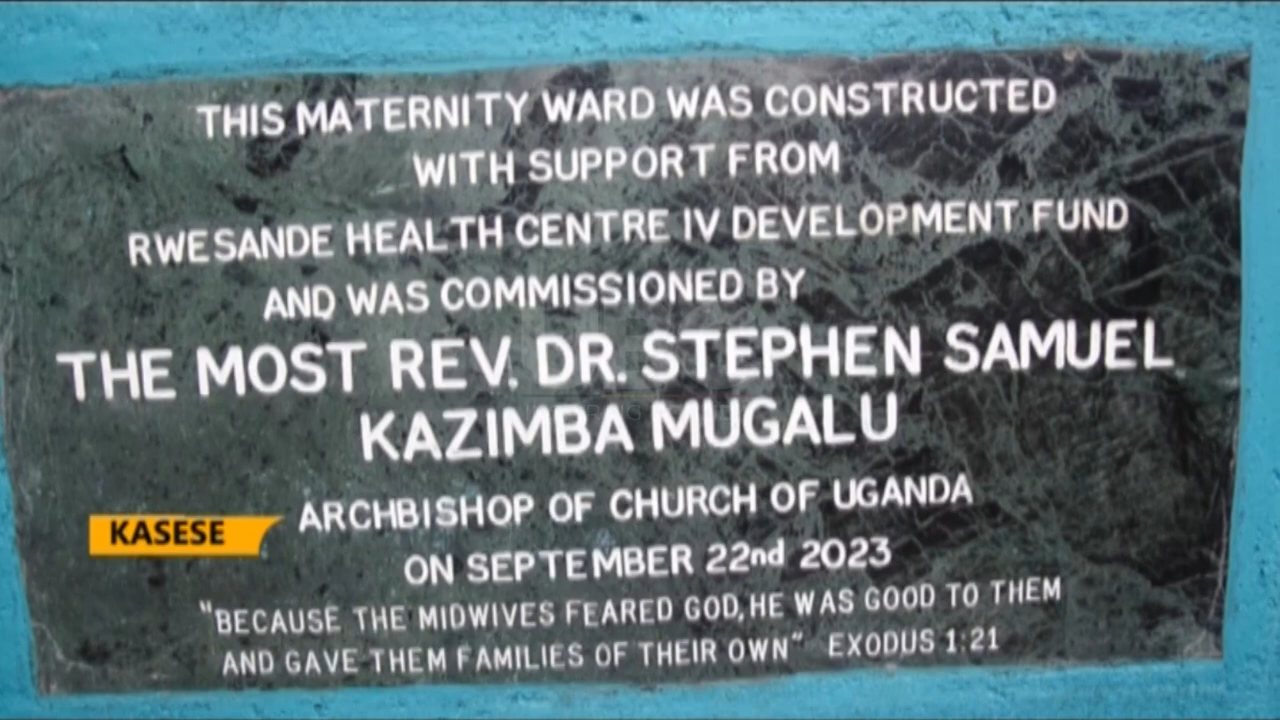 THIS MATERNITY WARD WAS CONSTRUCTED
WITH SUPPORT FROM
RWESANDE HEALTH CENTRE IV DEVELOPMENT FUND
AND WAS COMMISSIONED BY
THE MOST REV. DR. STEPHEN SAMUEL
KAZIMBA MUGALU
ARCHBISHOP OF CHURCH OF UGANDA
KASESE
ON SEPTEMBER 22nd 2023
"BECAUSE THE MIDWIVES FEARED GOD, HE WAS GOOD TO THEM
AND GAVE THEM FAMILIES OF THEIR OWN" EXODUS 1:21